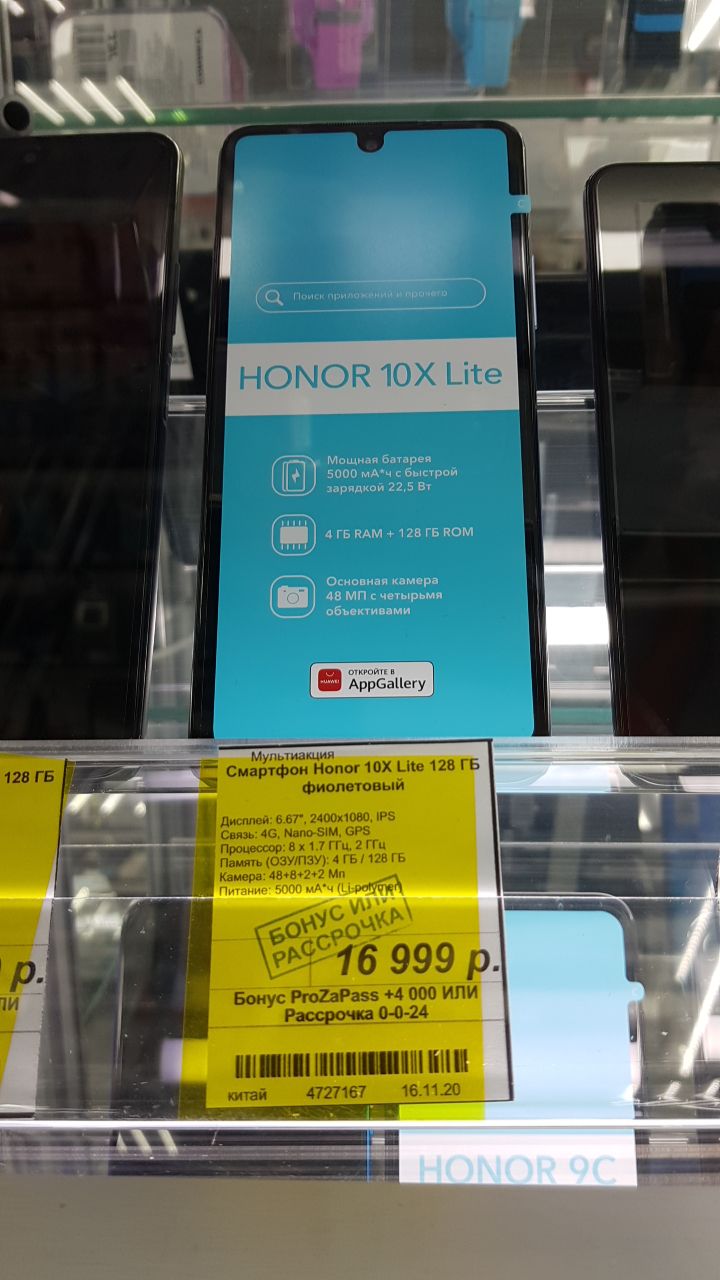 Поиск приложений и прочего
HONOR 10X Lite
Мощная батарея
5000 мА*ч с быстрой
зарядкой 22,5 Вт
4 ГБ RAM + 128 ГБ ROM
Основная камера
48 МП с четырьмя
объективами
HUAWEI
ОТКРОЙТЕ В
AppGallery
128 ГБ
р.
ЛИ
Мультиакция
Смартфон Honor 10X Lite 128 ГБ
фиолетовый
Дисплей: 6.67", 2400x1080, IPS
Связь: 4G, Nano-SIM, GPS
Процессор: 8 x 1.7 ГГц, 2 ГГц
Память (ОЗУ/ПЗУ): 4 ГБ / 128 ГБ
Камера: 48+8+2+2 Мп
Питание: 5000 мА*ч (Li-polymer)
БОНУС ИЛИ
РАССРОЧКА
16 999 р.
Бонус ProZaPass +4 000 ИЛИ
Рассрочка 0-0-24
китай 4727167 16.11.20
HONOR 9C